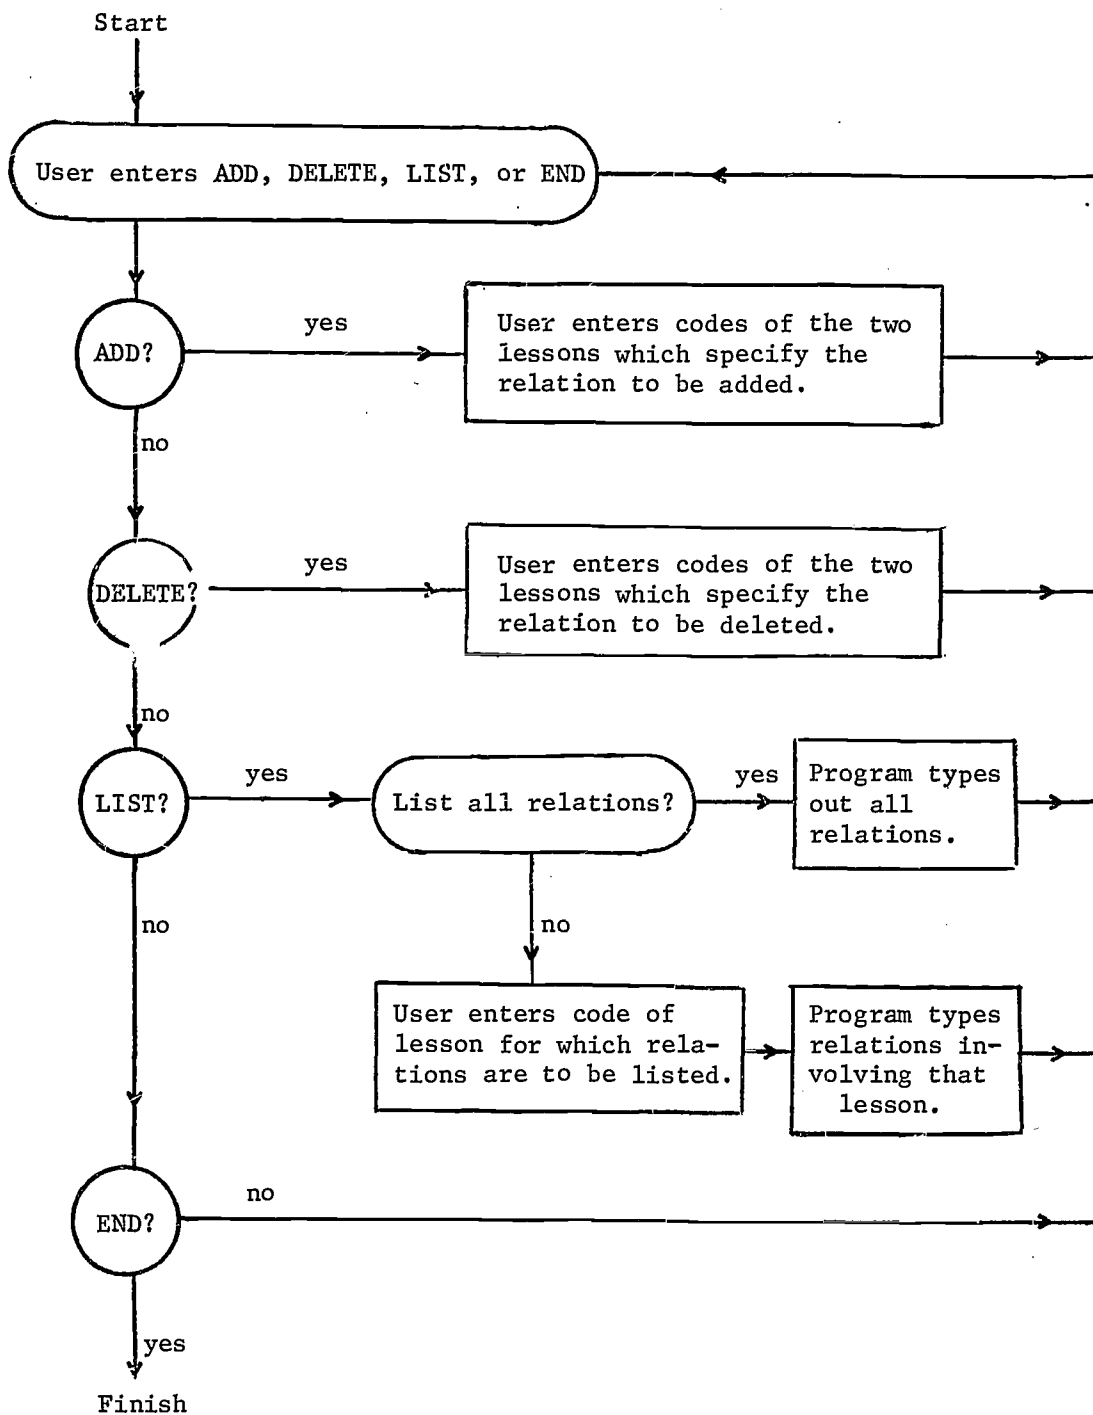 Start
User enters ADD, DELETE, LIST, or END
ADD?
yes
User enters codes of the two
lessons which specify the
relation to be added.
no
DELETE?
yes
User enters codes of the two
lessons which specify the
relation to be deleted.
no
LIST?
yes
List all relations?
yes
Program types
out all
relations.
no
no
User enters code of
lesson for which rela-
tions are to be listed.
Program types
relations in-
volving that
lesson.
END?
no
yes
Finish